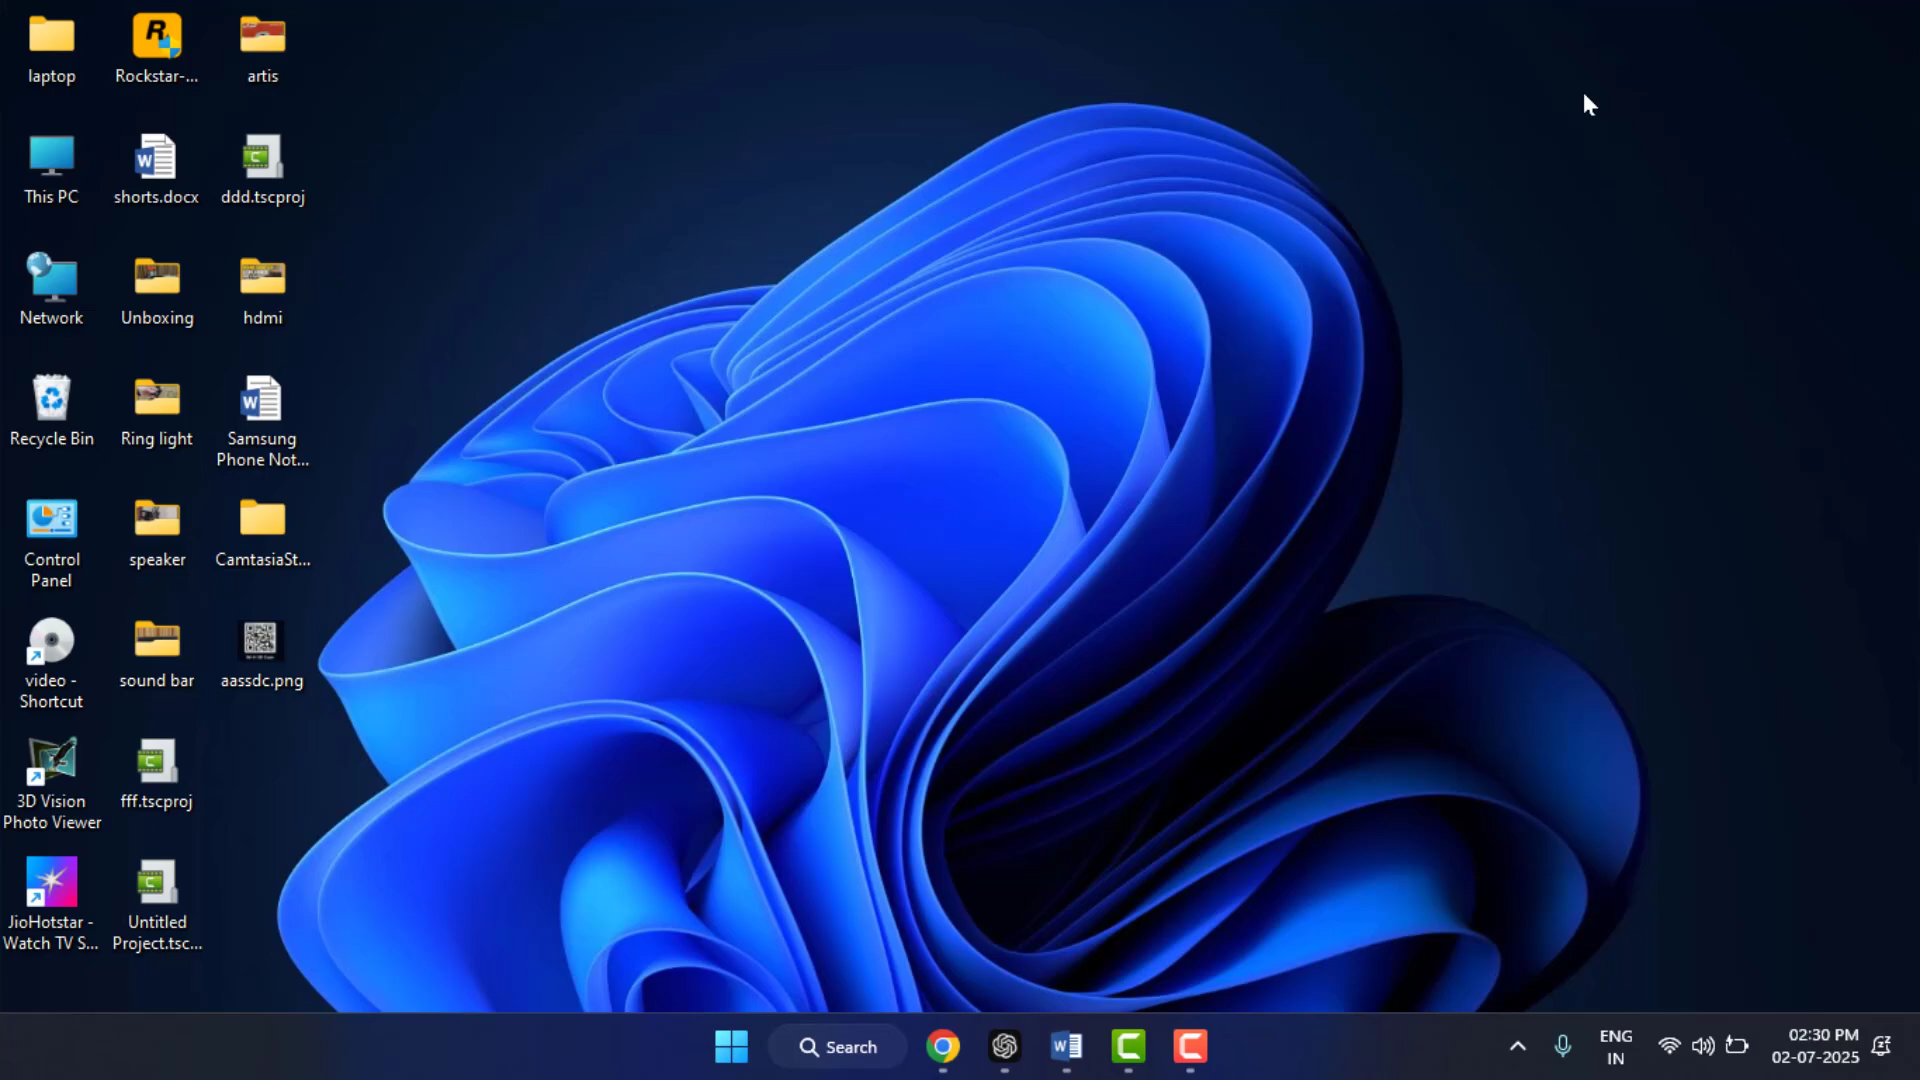 laptop
Rockstar-...
artis
This PC
shorts.docx
ddd.tscproj
Network
Unboxing
hdmi
Recycle Bin
Ring light
Samsung
Phone Not...
Control
Panel
speaker
CamtasiaSt...
video -
Shortcut
sound bar
aassdc.png
3D Vision
Photo Viewer
fff.tscproj
JioHotstar -
Watch TV S...
Untitled
Project.tsc...
Search
ENG
IN
02:30 PM
02-07-2025